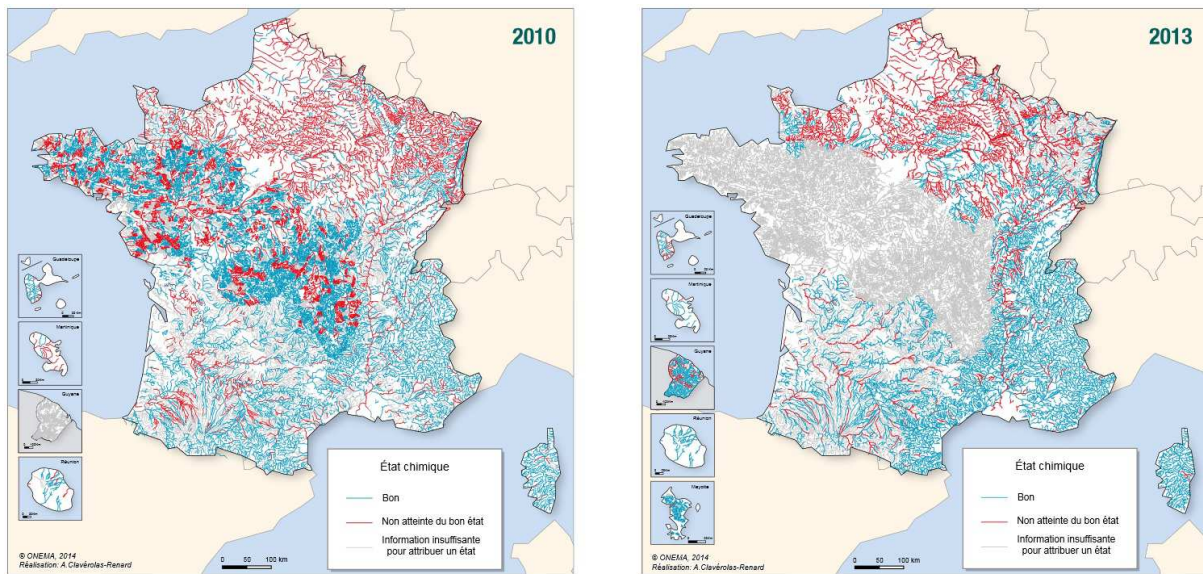 2010
Guadeloupe
Martinique
Guyane
Réunion
État chimique
Bon
Non atteinte du bon état
Information insuffisante
pour attribuer un état
© ONEMA, 2014
Réalisation: A.Clavérolas-Renard
0 50 100 km
2013
Guadeloupe
Martinique
Guyane
Réunion
Mayotte
État chimique
Bon
Non atteinte du bon état
Information insuffisante
pour attribuer un état
© ONEMA, 2014
Réalisation: A.Clavérolas-Renard
0 50 100 km